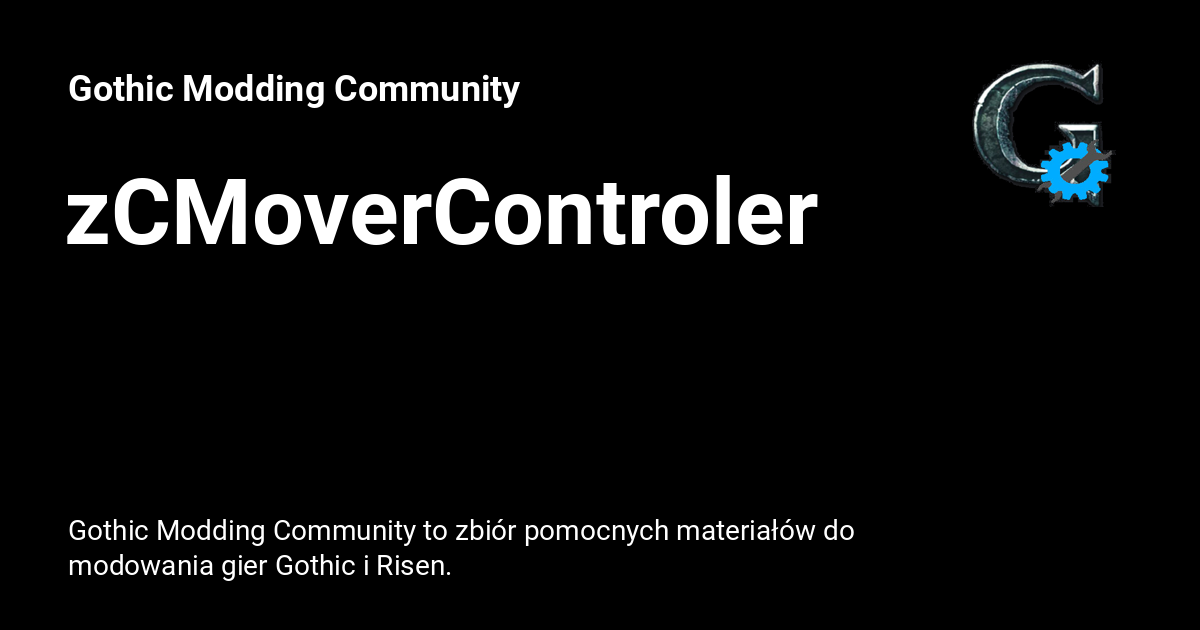 Gothic Modding Community
zCMoverControler
Gothic Modding Community to zbiór pomocnych materiałów do
modowania gier Gothic i Risen.